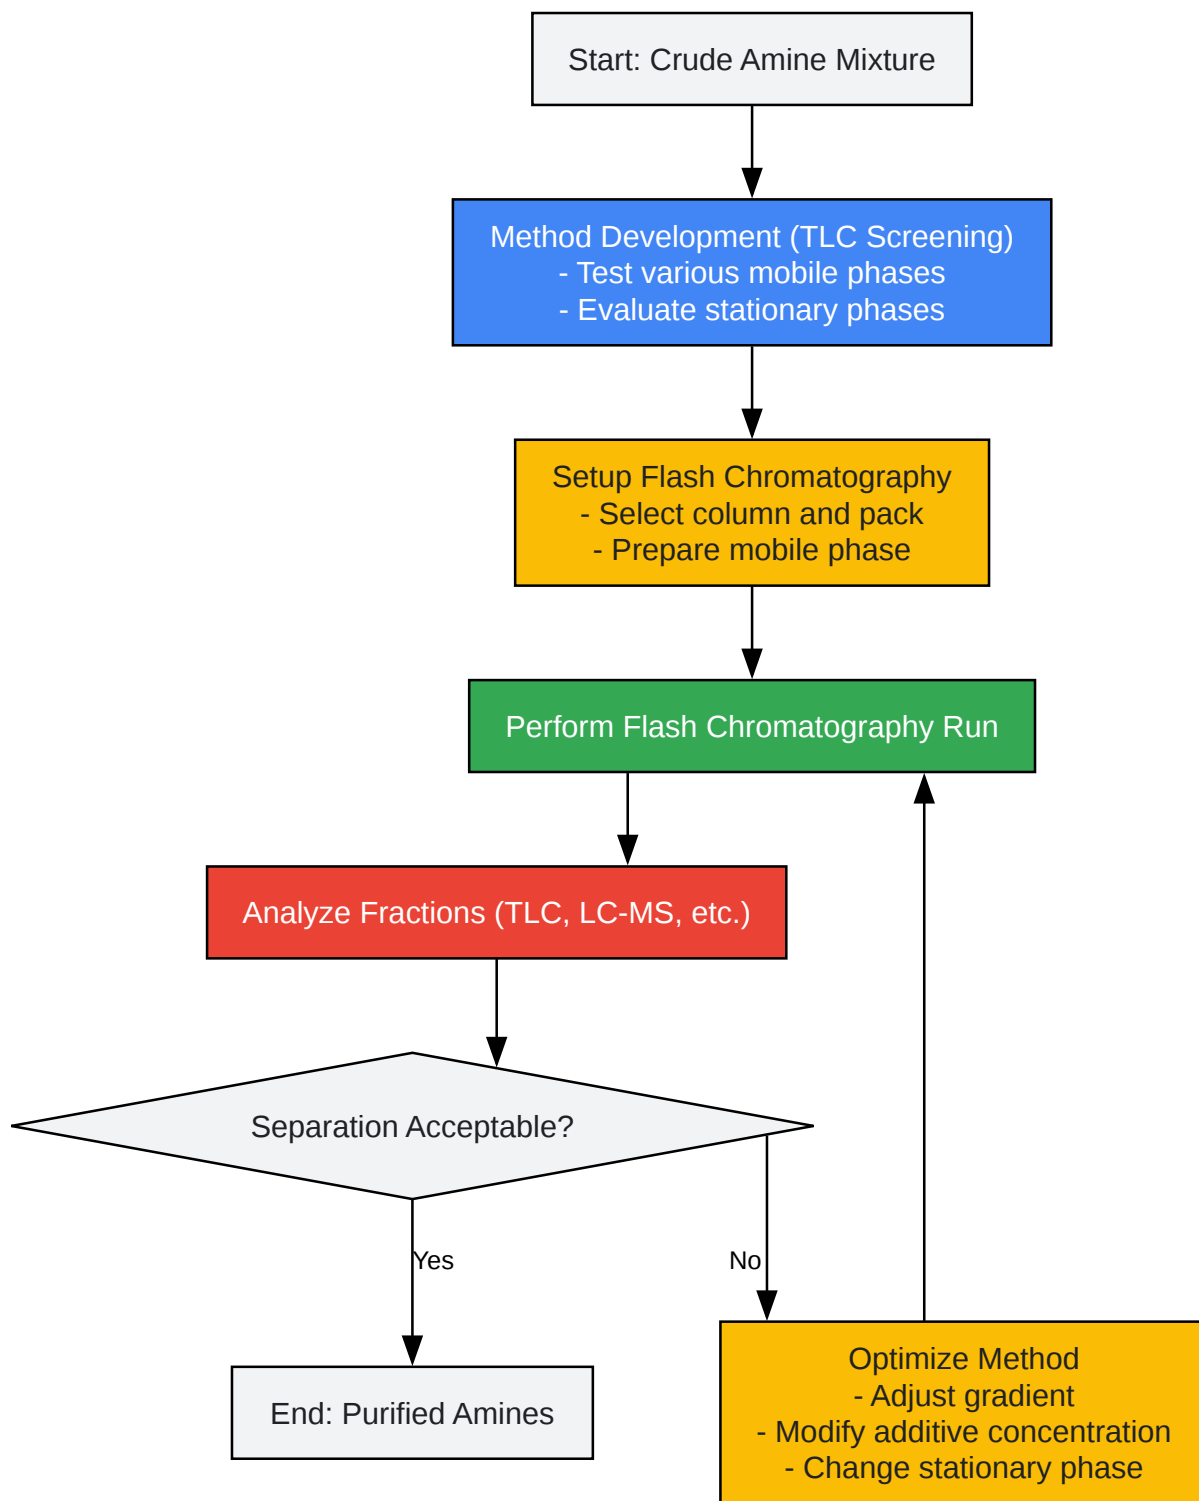 Start: Crude Amine Mixture
Method Development (TLC Screening)
- Test various mobile phases
- Evaluate stationary phases
Setup Flash Chromatography
- Select column and pack
- Prepare mobile phase
Perform Flash Chromatography Run
Analyze Fractions (TLC, LC-MS, etc.)
Separation Acceptable?
Yes
No
End: Purified Amines
Optimize Method
- Adjust gradient
- Modify additive concentration
- Change stationary phase